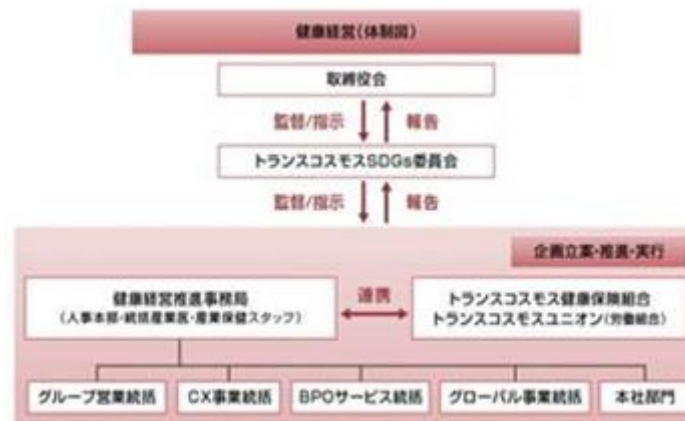 健康経営(体制図)
取締役会
監督/指示
報告
トランスコスモスSDGs委員会
監督/指示
報告
企画立案・推進・実行
健康経営推進事務局
(人事本部・統括産業医・産業保健スタッフ)
連携
トランスコスモス健康保険組合
トランスコスモスユニオン(労働組合)
グループ営業統括
CX事業統括
BPOサービス統括
グローバル事業統括
本社部門